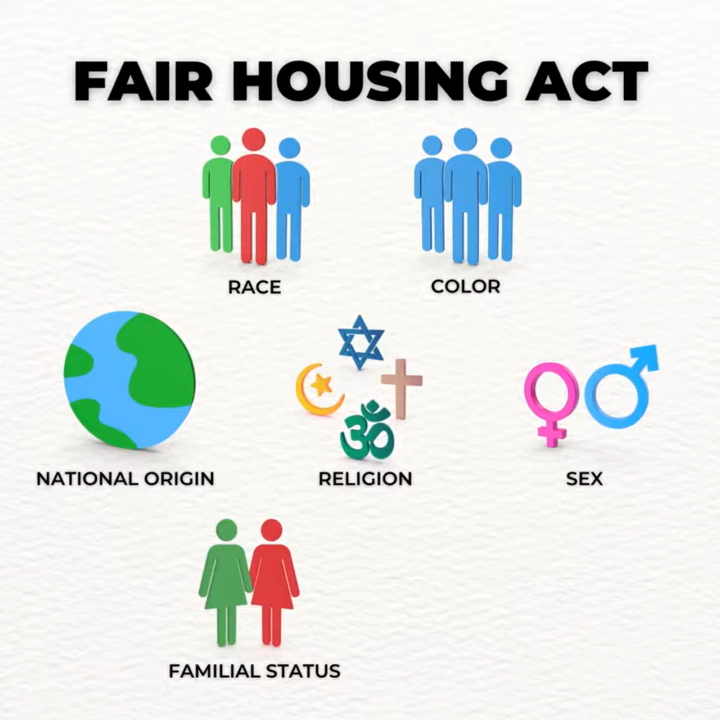 FAIR HOUSING ACT
RACE
COLOR
NATIONAL ORIGIN
RELIGION
SEX
FAMILIAL STATUS